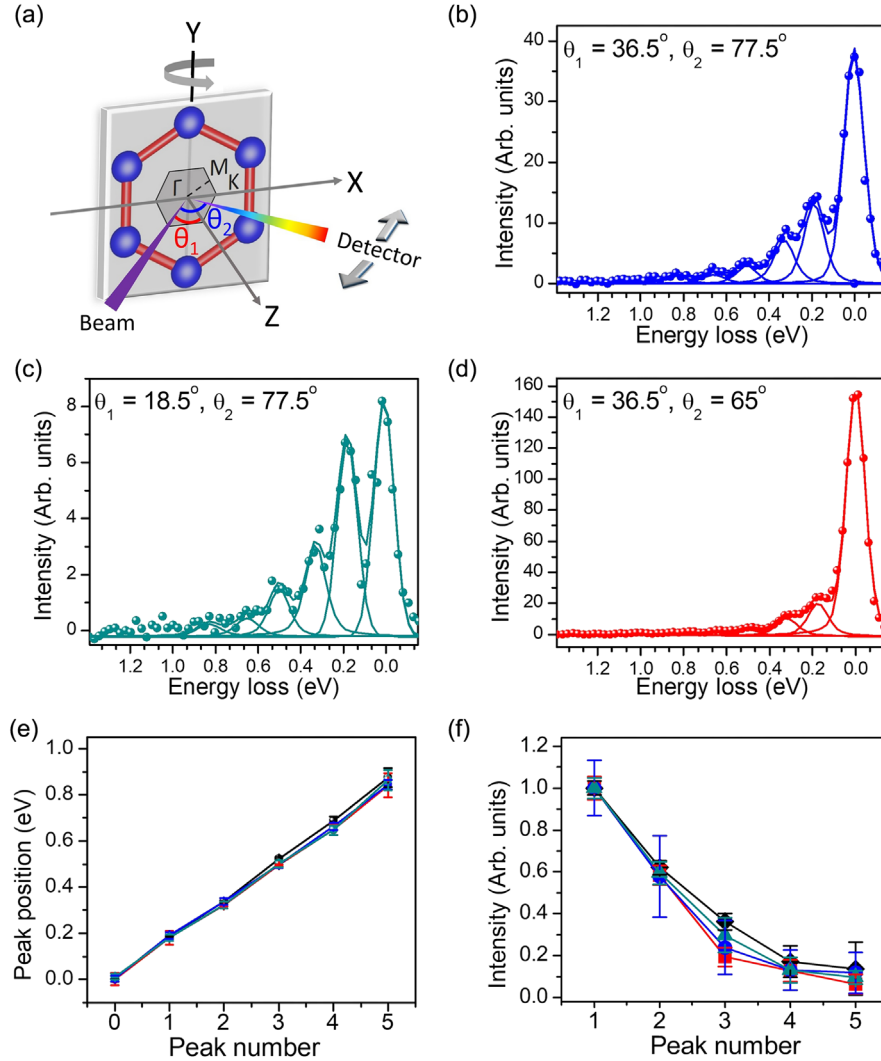 (a)
Y
X
Γ
M
K
θ1
θ2
Detector
Beam
Z
(b)
θ1 = 36.5°, θ2 = 77.5°
Intensity (Arb. units)
40
30
20
10
0
1.2 1.0 0.8 0.6 0.4 0.2 0.0
Energy loss (eV)
(c)
θ1 = 18.5°, θ2 = 77.5°
Intensity (Arb. units)
8
6
4
2
0
1.2 1.0 0.8 0.6 0.4 0.2 0.0
Energy loss (eV)
(d)
θ1 = 36.5°, θ2 = 65°
Intensity (Arb. units)
160
150
100
50
40
30
20
10
0
1.2 1.0 0.8 0.6 0.4 0.2 0.0
Energy loss (eV)
(e)
Peak position (eV)
1.0
0.8
0.6
0.4
0.2
0.0
0 1 2 3 4 5
Peak number
(f)
Intensity (Arb. units)
1.2
1.0
0.8
0.6
0.4
0.2
0.0
1 2 3 4 5
Peak number